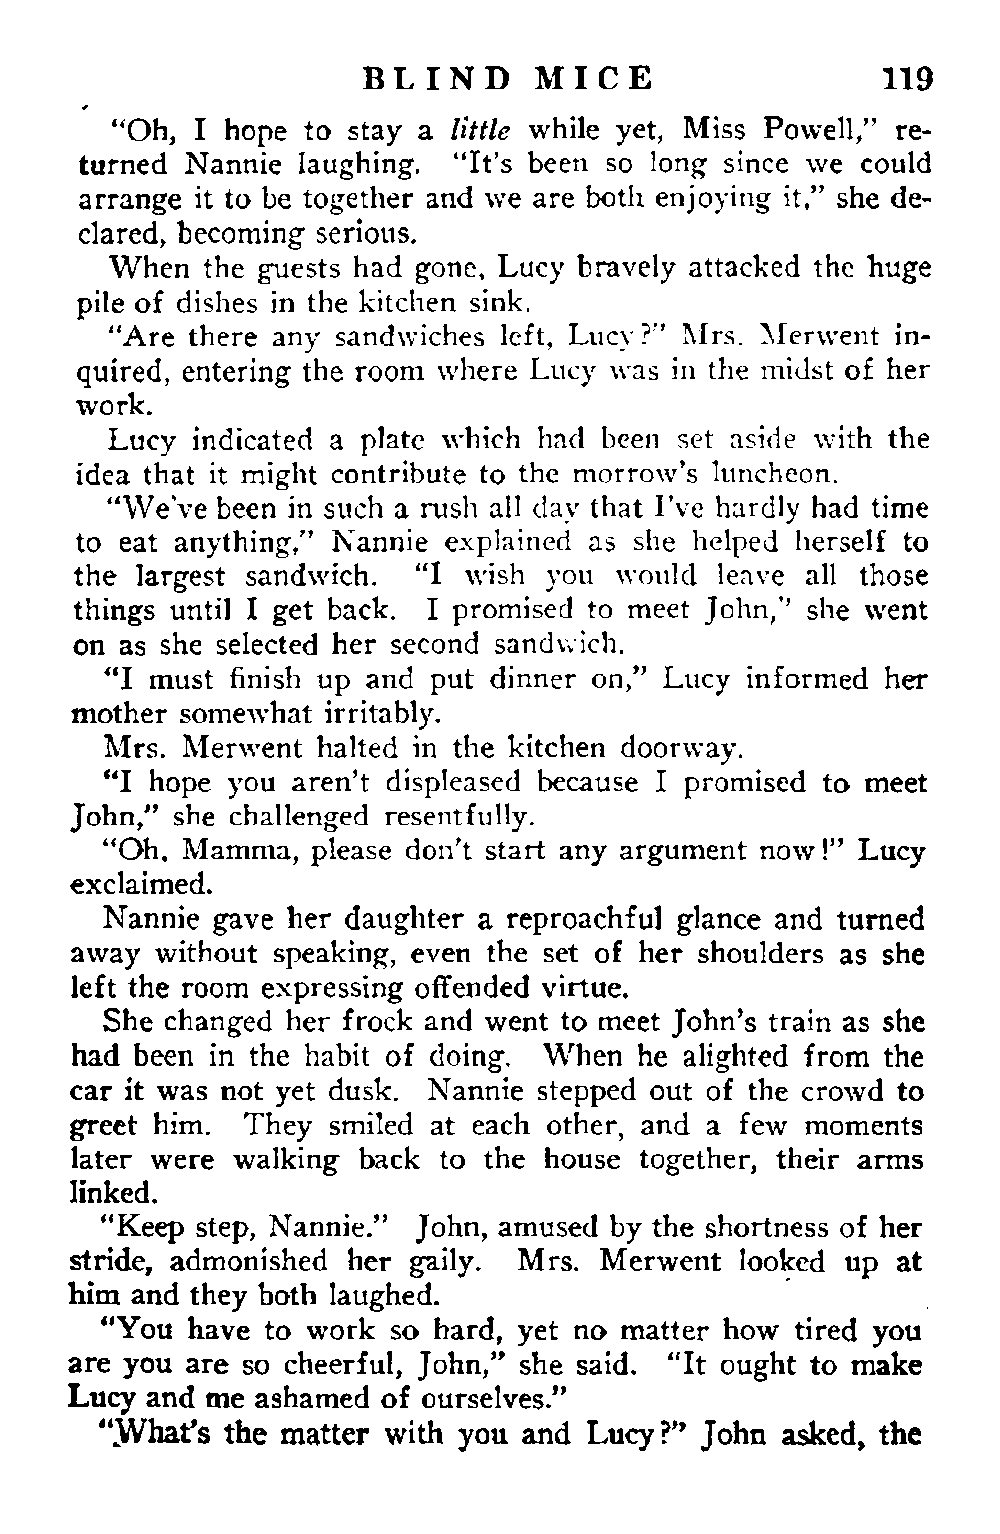 BLIND MICE 119
"Oh, I hope to stay a little while yet, Miss Powell," re-
turned Nannie laughing. "It's been so long since we could
arrange it to be together and we are both enjoying it," she de-
clared, becoming serious.
When the guests had gone, Lucy bravely attacked the huge
pile of dishes in the kitchen sink.
"Are there any sandwiches left, Lucy?" Mrs. Merwent in-
quired, entering the room where Lucy was in the midst of her
work.
Lucy indicated a plate which had been set aside with the
idea that it might contribute to the morrow's luncheon.
"We've been in such a rush all day that I've hardly had time
to eat anything," Nannie explained as she helped herself to
the largest sandwich. "I wish you would leave all those
things until I get back. I promised to meet John," she went
on as she selected her second sandwich.
"I must finish up and put dinner on," Lucy informed her
mother somewhat irritably.
Mrs. Merwent halted in the kitchen doorway.
"I hope you aren't displeased because I promised to meet
John," she challenged resentfully.
"Oh, Mamma, please don't start any argument now!" Lucy
exclaimed.
Nannie gave her daughter a reproachful glance and turned
away without speaking, even the set of her shoulders as she
left the room expressing offended virtue.
She changed her frock and went to meet John's train as she
had been in the habit of doing. When he alighted from the
car it was not yet dusk. Nannie stepped out of the crowd to
greet him. They smiled at each other, and a few moments
later were walking back to the house together, their arms
linked.
"Keep step, Nannie." John, amused by the shortness of her
stride, admonished her gaily. Mrs. Merwent looked up at
him and they both laughed.
"You have to work so hard, yet no matter how tired you
are you are so cheerful, John," she said. "It ought to make
Lucy and me ashamed of ourselves."
"What's the matter with you and Lucy?" John asked, the